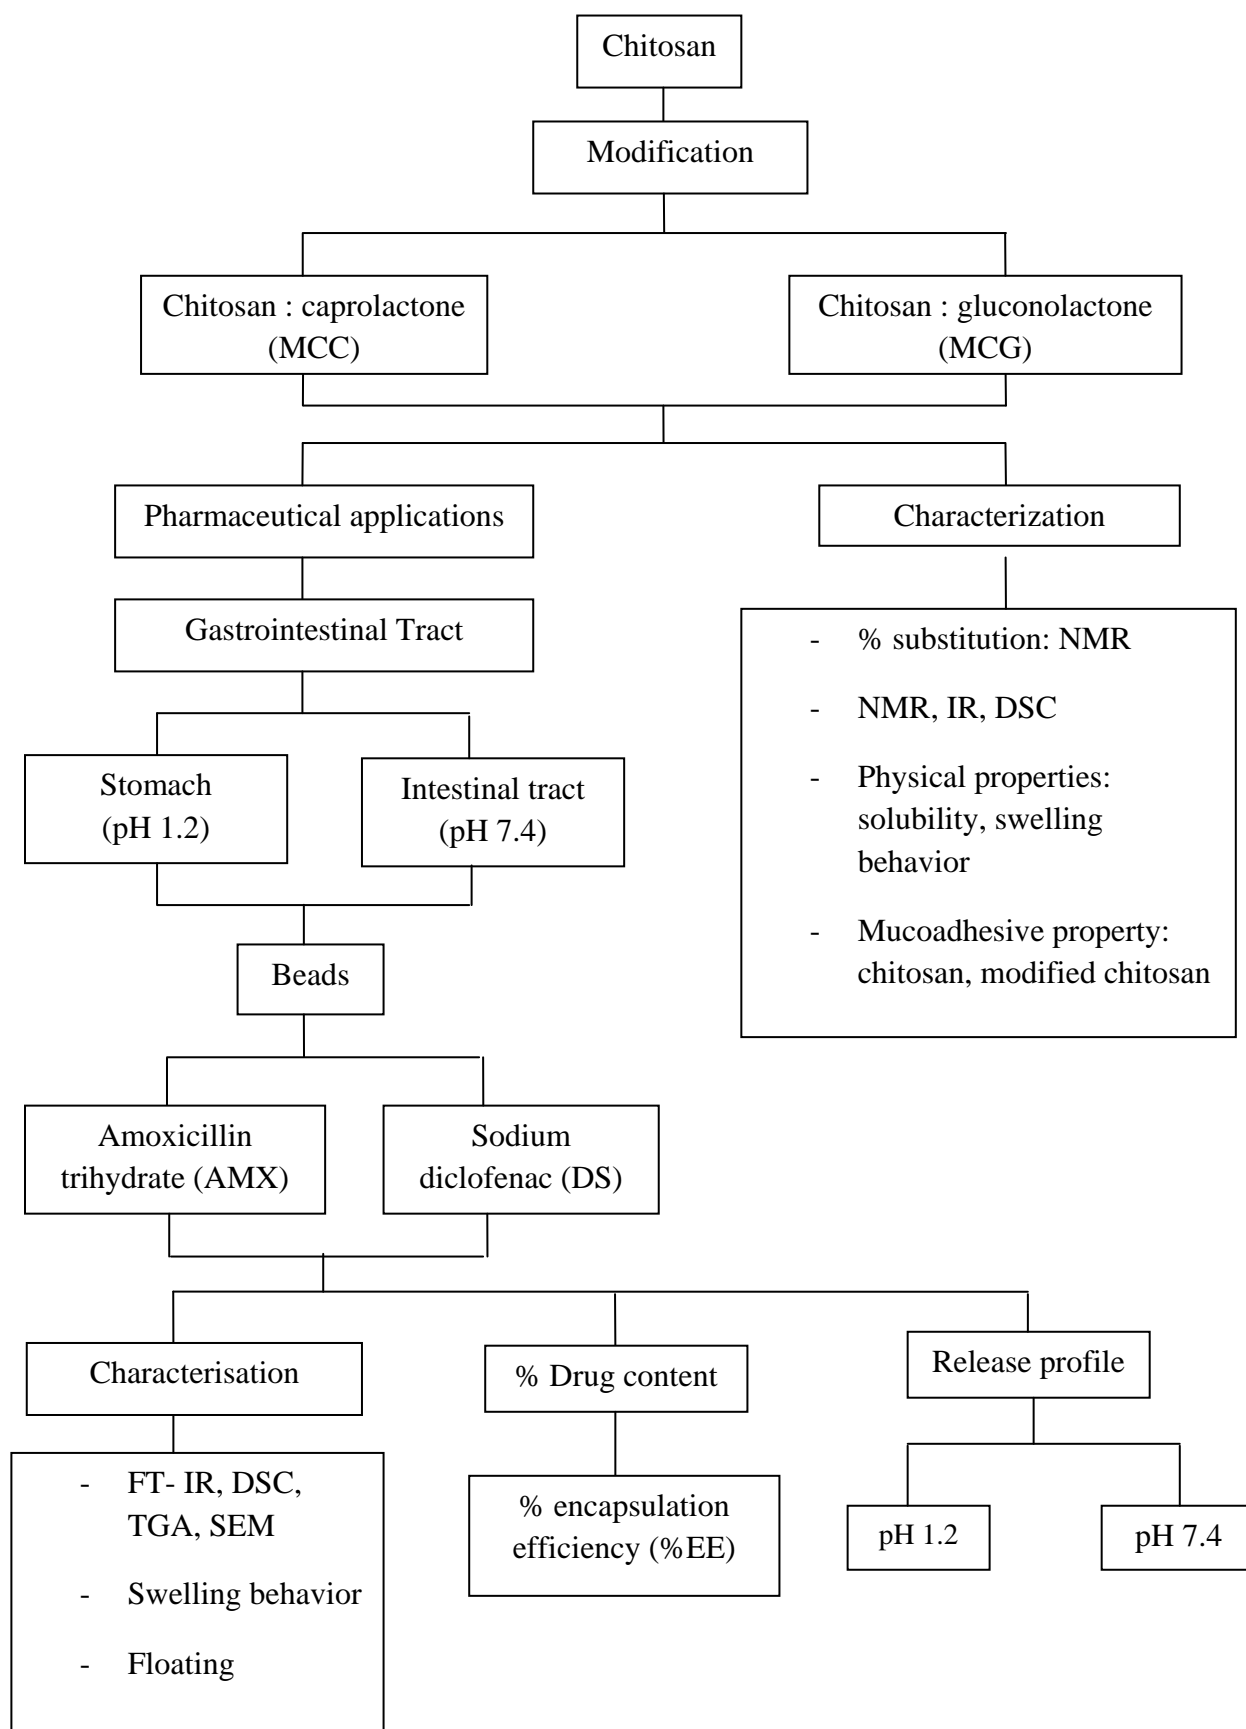 Chitosan
Modification
Chitosan : caprolactone
(MCC)
Chitosan : gluconolactone
(MCG)
Pharmaceutical applications
Characterization
Gastrointestinal Tract
- % substitution: NMR
- NMR, IR, DSC
- Physical properties:
solubility, swelling
behavior
- Mucoadhesive property:
chitosan, modified chitosan
Stomach
(pH 1.2)
Intestinal tract
(pH 7.4)
Beads
Amoxicillin
trihydrate (AMX)
Sodium
diclofenac (DS)
Characterisation
% Drug content
Release profile
- FT- IR, DSC,
TGA, SEM
- Swelling behavior
- Floating
% encapsulation
efficiency (%EE)
pH 1.2
pH 7.4